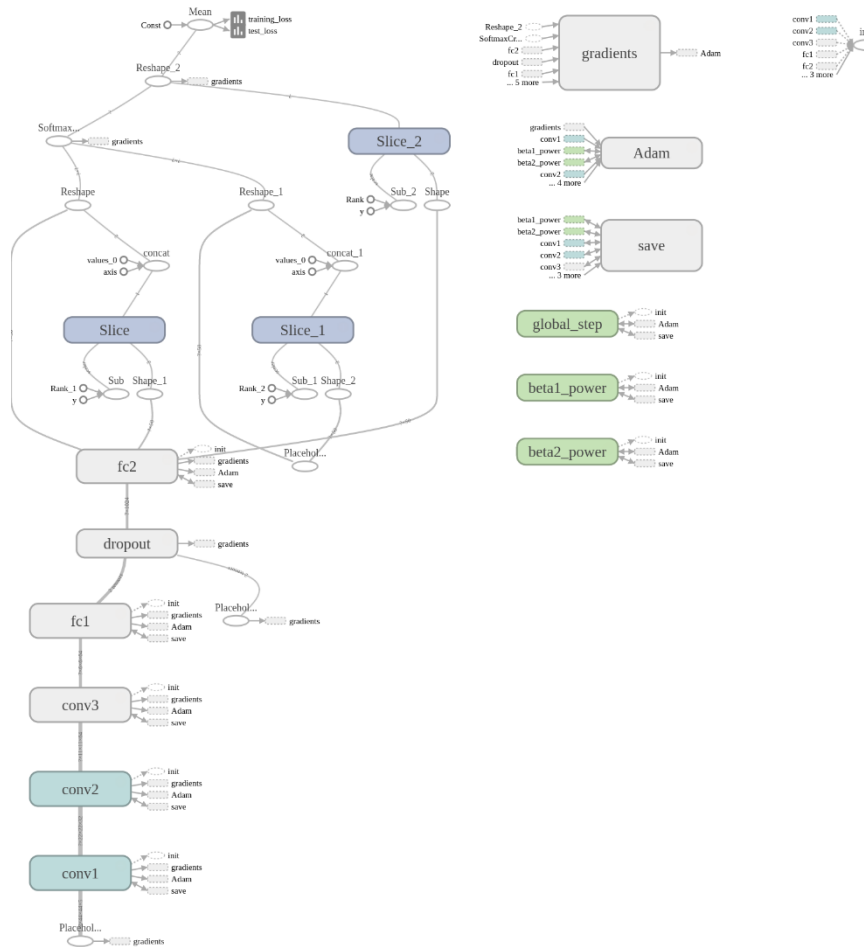 Mean
Const
training_loss
test_loss
Reshape_2
gradients
Softmax...
gradients
Slice_2
Reshape
Reshape_1
Rank
y
Sub_2
Shape
values_0
axis
concat
values_0
axis
concat_1
Slice
Slice_1
Rank_1
y
Sub
Shape_1
Rank_2
y
Sub_1
Shape_2
fc2
init
gradients
Adam
save
Placehol...
dropout
gradients
fc1
init
gradients
Adam
save
Placehol...
gradients
conv3
init
gradients
Adam
save
conv2
init
gradients
Adam
save
conv1
init
gradients
Adam
save
Placehol...
gradients
Reshape_2
SoftmaxCr...
fc2
dropout
fc1
... 5 more
gradients
Adam
gradients
conv1
beta1_power
beta2_power
conv2
... 4 more
Adam
beta1_power
beta2_power
conv1
conv2
conv3
... 3 more
save
global_step
init
Adam
save
beta1_power
init
Adam
save
beta2_power
init
Adam
save
conv1
conv2
conv3
fc1
fc2
... 3 more